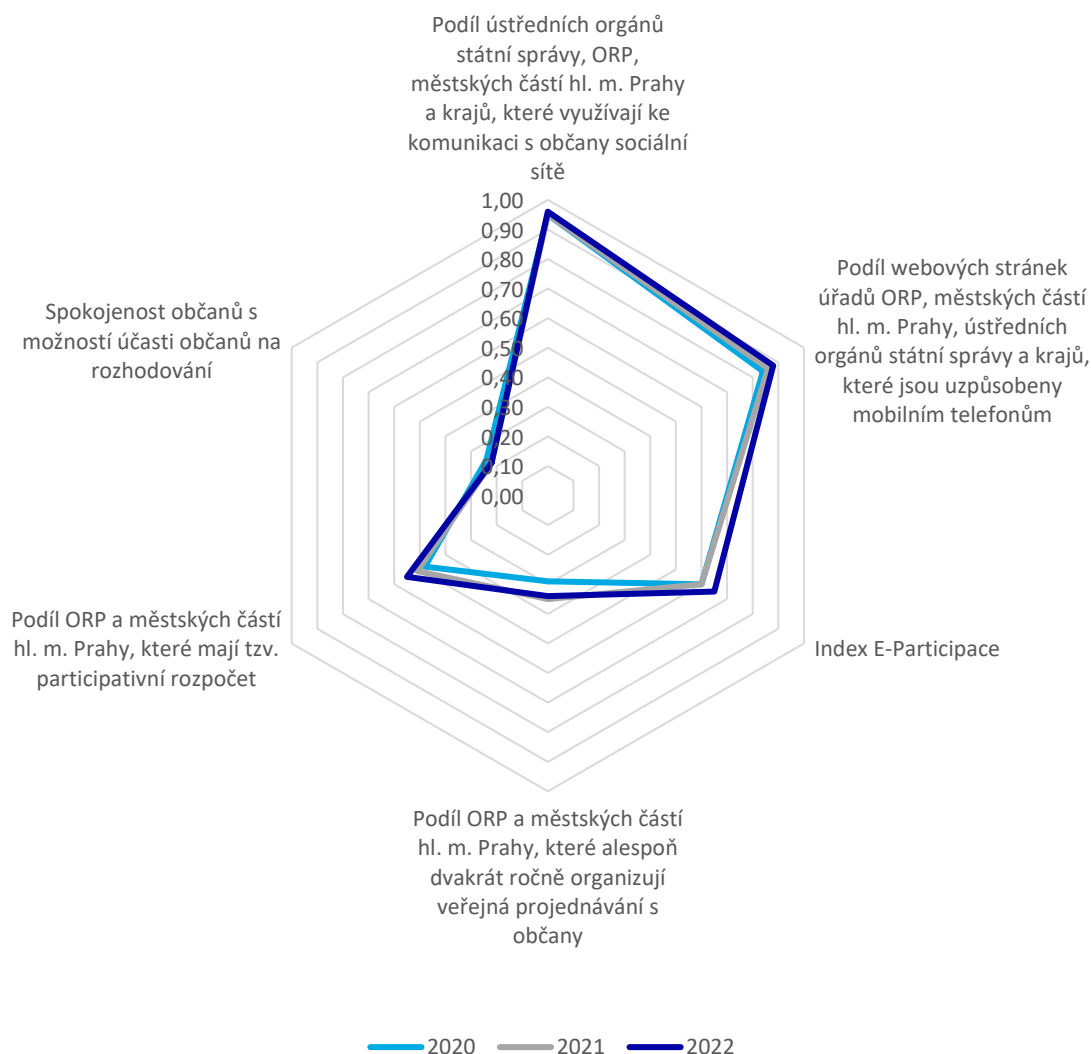 Podíl ústředních orgánů
státní správy, ORP,
městských částí hl. m. Prahy
a krajů, které využívají ke
komunikaci s občany sociální
sítě
1,00
0,90
0,80
0,70
0,60
0,50
0,40
0,30
0,20
0,10
0,00
Podíl webových stránek
úřadů ORP, městských částí
hl. m. Prahy, ústředních
orgánů státní správy a krajů,
které jsou uzpůsobeny
mobilním telefonům
Spokojenost občanů s
možností účasti občanů na
rozhodování
Podíl ORP a městských částí
hl. m. Prahy, které mají tzv.
participativní rozpočet
Index E-Participace
Podíl ORP a městských částí
hl. m. Prahy, které alespoň
dvakrát ročně organizují
veřejná projednávání s
občany
2020 2021 2022